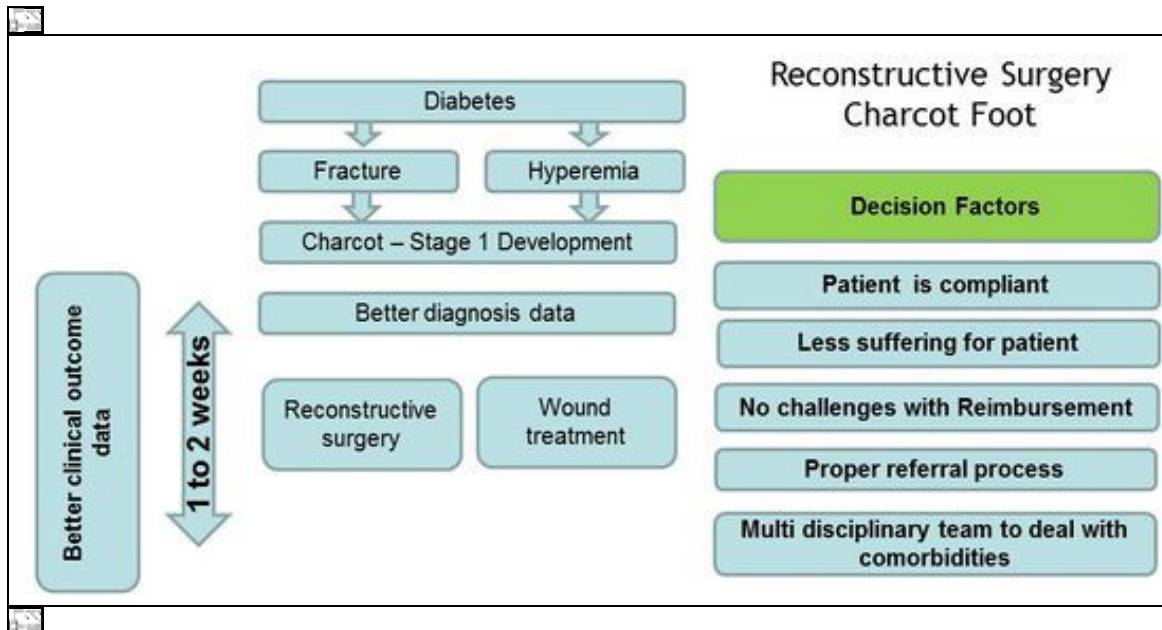 Reconstructive Surgery
Charcot Foot
Diabetes
Fracture
Hyperemia
Charcot – Stage 1 Development
Better diagnosis data
Reconstructive
surgery
Wound
treatment
Better clinical outcome
data
1 to 2 weeks
Decision Factors
Patient is compliant
Less suffering for patient
No challenges with Reimbursement
Proper referral process
Multi disciplinary team to deal with
comorbidities